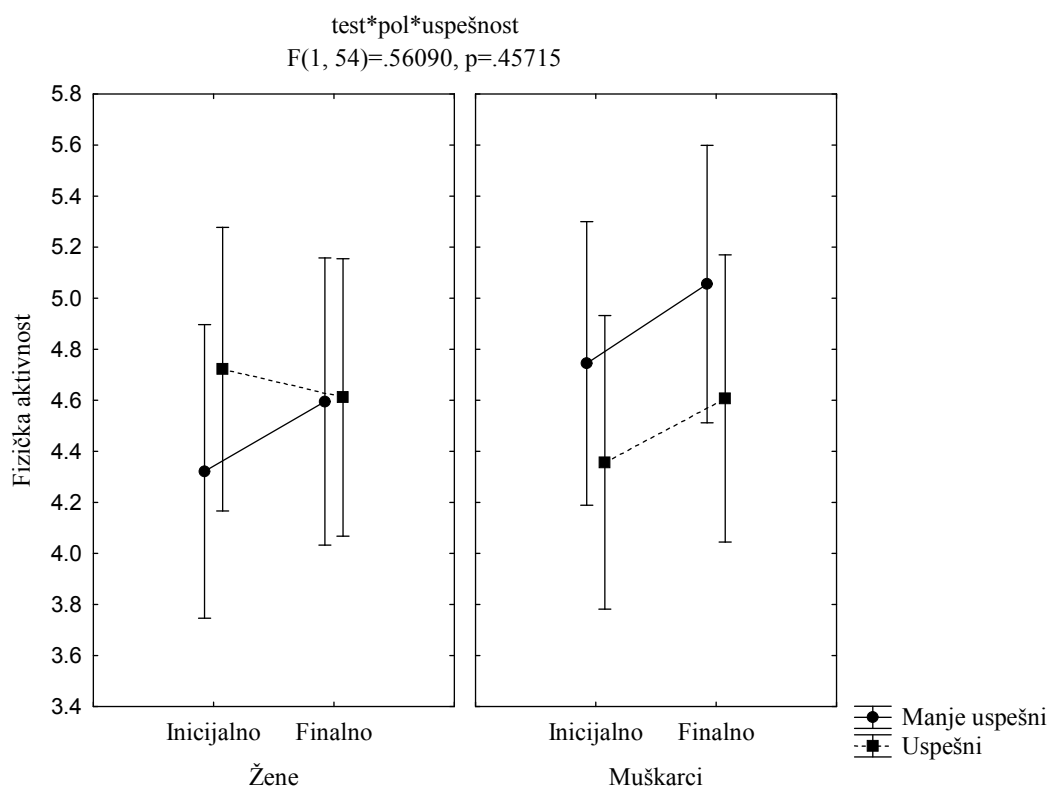 test*pol*uspešnost
F(1, 54)=.56090, p=.45715
Fizička aktivnost
5.8
5.6
5.4
5.2
5.0
4.8
4.6
4.4
4.2
4.0
3.8
3.6
3.4
Inicijalno Finalno
Žene
Inicijalno Finalno
Muškarci
Manje uspešni
Uspešni